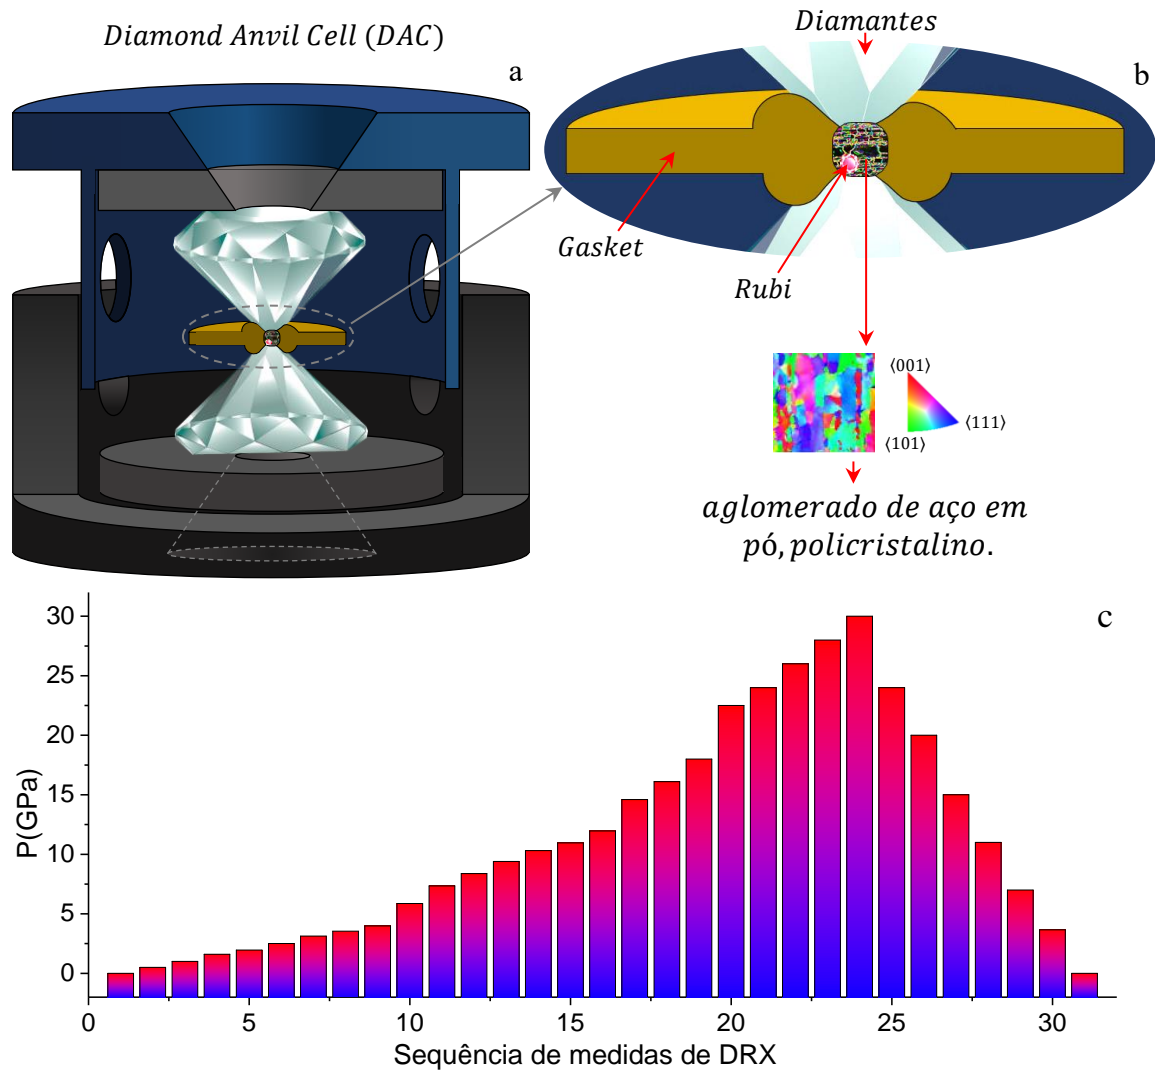 Diamond Anvil Cell (DAC)
a
Diamantes
b
Gasket
Rubi
⟨001⟩
⟨111⟩
⟨101⟩
aglomerado de aço em
pó, policristalino.
c
30
25
20
15
10
5
0
P(GPa)
0 5 10 15 20 25 30
Sequência de medidas de DRX